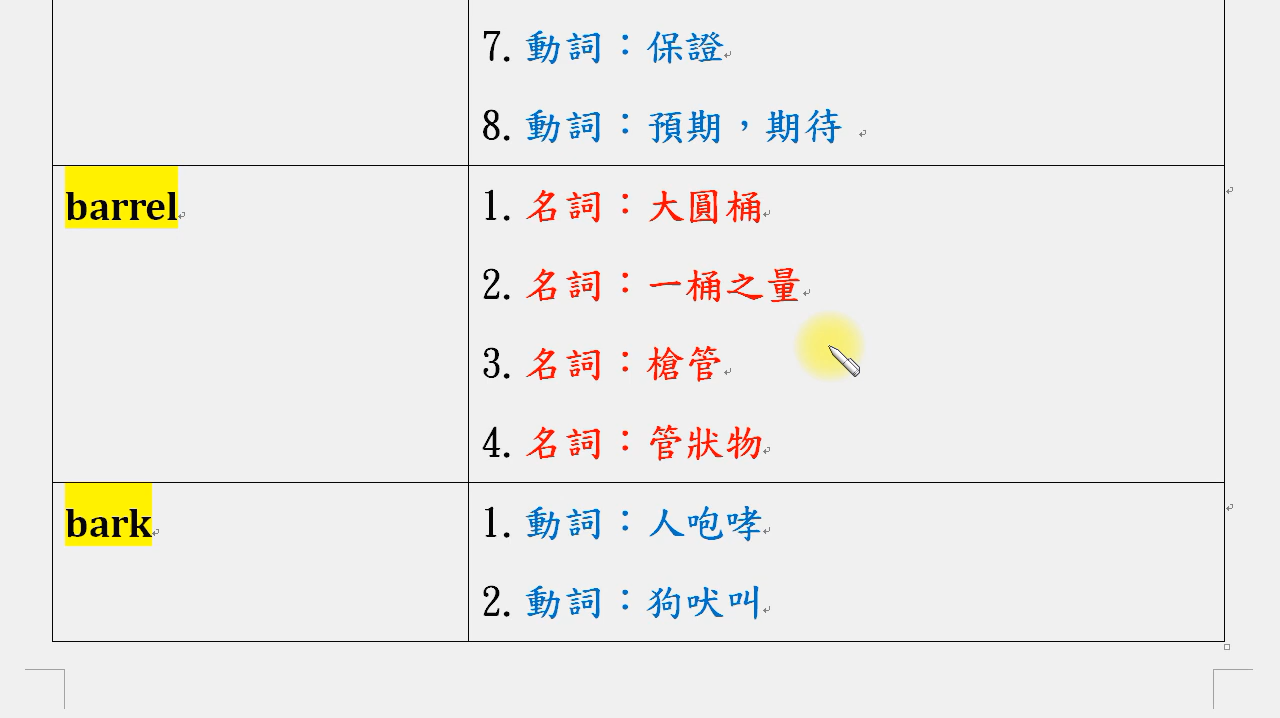 7. 動詞：保證
8. 動詞：預期，期待
barrel
1. 名詞：大圓桶
2. 名詞：一桶之量
3. 名詞：槍管
4. 名詞：管狀物
bark
1. 動詞：人咆哮
2. 動詞：狗吠叫